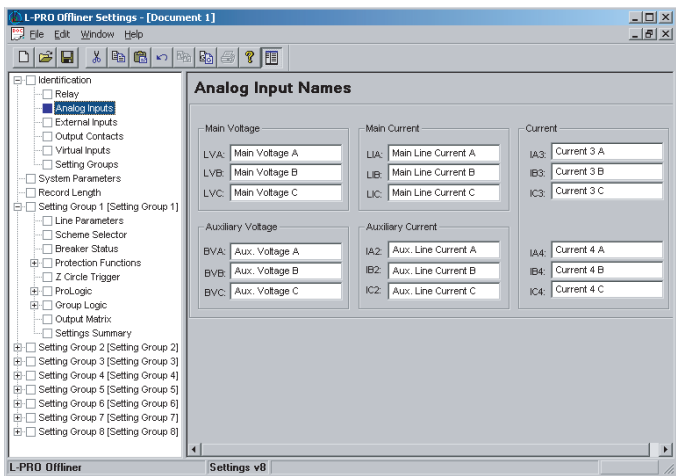 L-PRO Offliner Settings - [Document 1]
File Edit Window Help
Identification
Relay
Analog Inputs
External Inputs
Output Contacts
Virtual Inputs
Setting Groups
System Parameters
Record Length
Setting Group 1 [Setting Group 1]
Line Parameters
Scheme Selector
Breaker Status
Protection Functions
Z Circle Trigger
ProLogic
Group Logic
Output Matrix
Settings Summary
Setting Group 2 [Setting Group 2]
Setting Group 3 [Setting Group 3]
Setting Group 4 [Setting Group 4]
Setting Group 5 [Setting Group 5]
Setting Group 6 [Setting Group 6]
Setting Group 7 [Setting Group 7]
Setting Group 8 [Setting Group 8]
Analog Input Names
Main Voltage
LVA: Main Voltage A
LVB: Main Voltage B
LVC: Main Voltage C
Main Current
LIA: Main Line Current A
LIB: Main Line Current B
LIC: Main Line Current C
Current
IA3: Current 3 A
IB3: Current 3 B
IC3: Current 3 C
Auxiliary Voltage
BVA: Aux. Voltage A
BVB: Aux. Voltage B
BVC: Aux. Voltage C
Auxiliary Current
IA2: Aux. Line Current A
IB2: Aux. Line Current B
IC2: Aux. Line Current C
IA4: Current 4 A
IB4: Current 4 B
IC4: Current 4 C
L-PRO Offliner
Settings v8